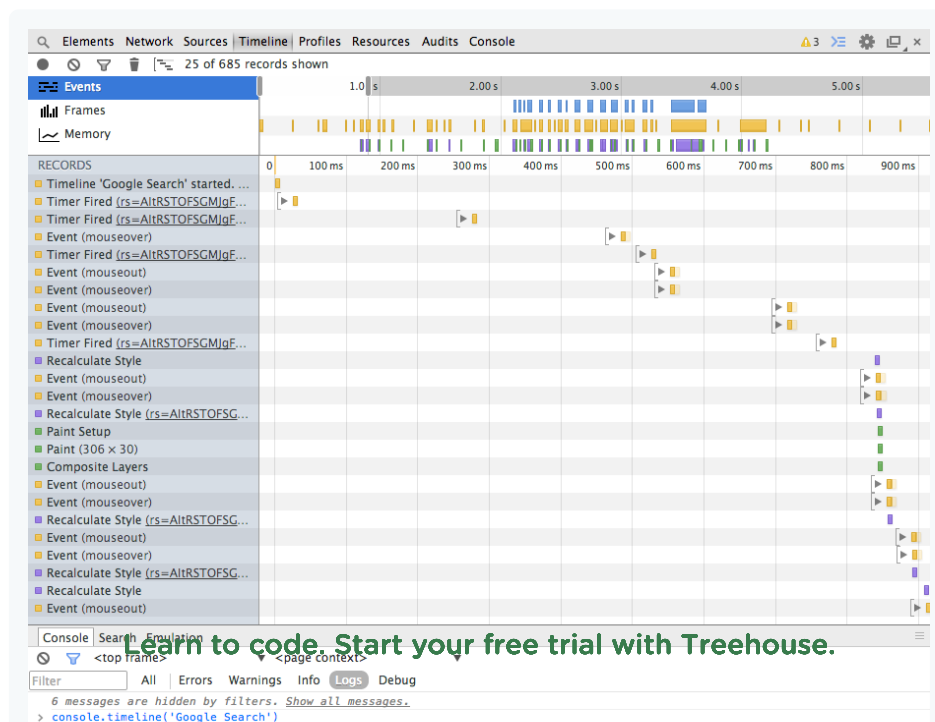 Elements Network Sources Timeline Profiles Resources Audits Console 3
25 of 685 records shown
Events 1.0 s 2.00 s 3.00 s 4.00 s 5.00 s
Frames
Memory
RECORDS 0 100 ms 200 ms 300 ms 400 ms 500 ms 600 ms 700 ms 800 ms 900 ms
Timeline 'Google Search' started. ...
Timer Fired (rs=AItRSTOFSGMJgF...
Timer Fired (rs=AItRSTOFSGMJgF...
Event (mouseover)
Timer Fired (rs=AItRSTOFSGMJgF...
Event (mouseout)
Event (mouseover)
Event (mouseout)
Event (mouseover)
Timer Fired (rs=AItRSTOFSGMJgF...
Recalculate Style
Event (mouseout)
Event (mouseover)
Recalculate Style (rs=AItRSTOFSG...
Paint Setup
Paint (306 × 30)
Composite Layers
Event (mouseout)
Event (mouseover)
Recalculate Style (rs=AItRSTOFSG...
Event (mouseout)
Event (mouseover)
Recalculate Style (rs=AItRSTOFSG...
Recalculate Style
Event (mouseout)
Console Search Emulation
Learn to code. Start your free trial with Treehouse.
<top frame> <page context>
Filter All Errors Warnings Info Logs Debug
6 messages are hidden by filters. Show all messages.
> console.timeline('Google Search')